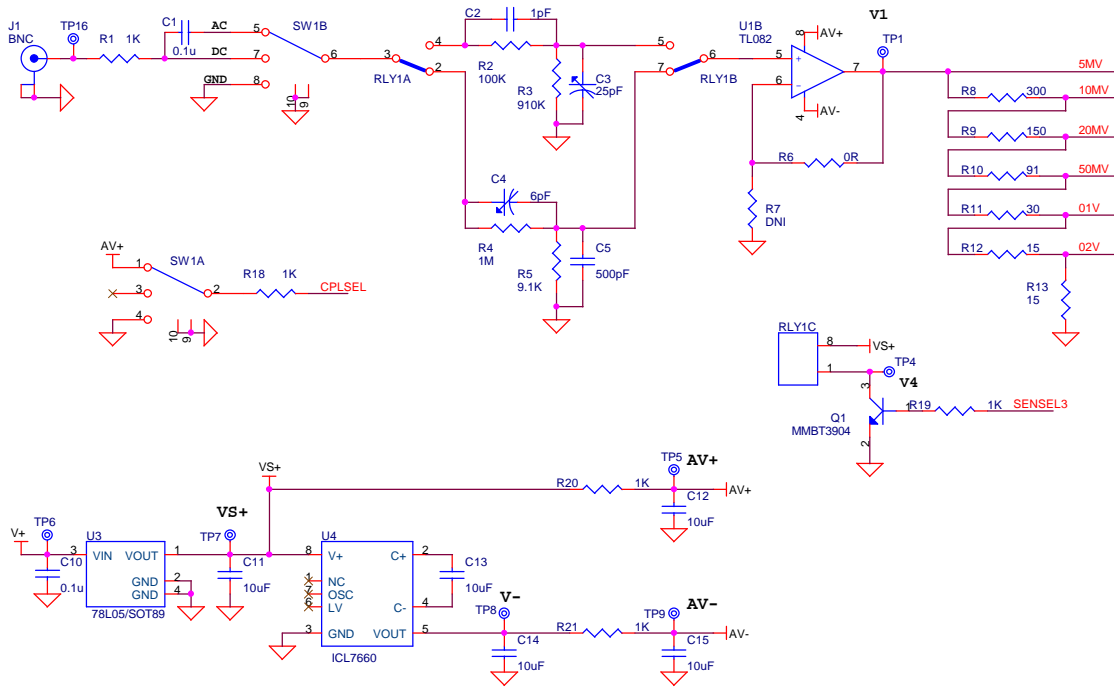 J1
BNC
TP16
R1 1K
C1
0.1u
AC
DC
GND
5
7
8
10
9
SW1B
6
3
RLY1A
4
2
C2
1pF
R2
100K
R3
910K
C3
25pF
C4
6pF
R4
1M
R5
9.1K
C5
500pF
5
7
6
RLY1B
U1B
TL082
V1
8
AV+
5
+
6
−
7
TP1
4
AV-
R6
0R
R7
DNI
5MV
R8
300
10MV
R9
150
20MV
R10
91
50MV
R11
30
01V
R12
15
02V
R13
15
AV+
SW1A
1
3
4
2
10
9
R18 1K
CPLSEL
RLY1C
8
VS+
1
TP4
V4
3
1
2
Q1
MMBT3904
R19
1K
SENSEL3
VS+
TP5
AV+
R20
1K
C12
10uF
AV+
V+
TP6
C10
0.1u
U3
3
VIN
VOUT
1
GND
2
GND
4
78L05/SOT89
VS+
TP7
C11
10uF
U4
8
V+
C+
2
1
NC
7
OSC
6
LV
C-
4
3
GND
VOUT
5
ICL7660
C13
10uF
V-
TP8
C14
10uF
R21
1K
AV-
TP9
C15
10uF
AV-